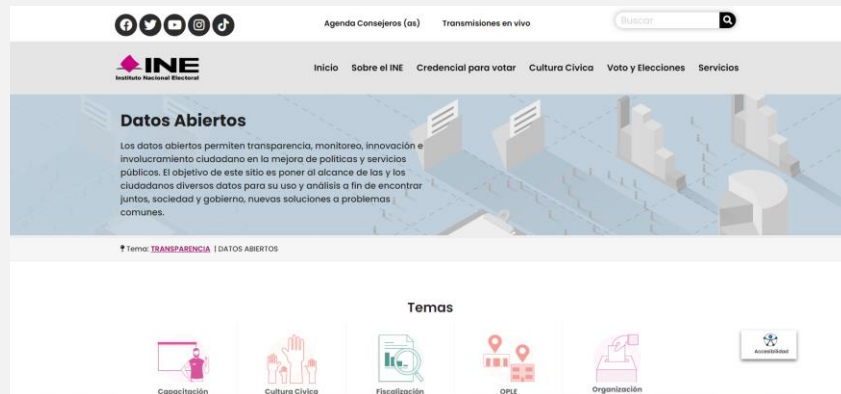 Agenda Consejeros (as) Transmisiones en vivo Buscar
INE
Instituto Nacional Electoral
Inicio Sobre el INE Credencial para votar Cultura Cívica Voto y Elecciones Servicios
Datos Abiertos
Los datos abiertos permiten transparencia, monitoreo, innovación e
involucramiento ciudadano en la mejora de políticas y servicios
públicos. El objetivo de este sitio es poner al alcance de las y los
ciudadanos diversos datos para su uso y análisis a fin de encontrar
juntos, sociedad y gobierno, nuevas soluciones a problemas
comunes.
Tema: TRANSPARENCIA | DATOS ABIERTOS
Temas
Accesibilidad
Capacitación Cultura Cívica Fiscalización OPLE Organización